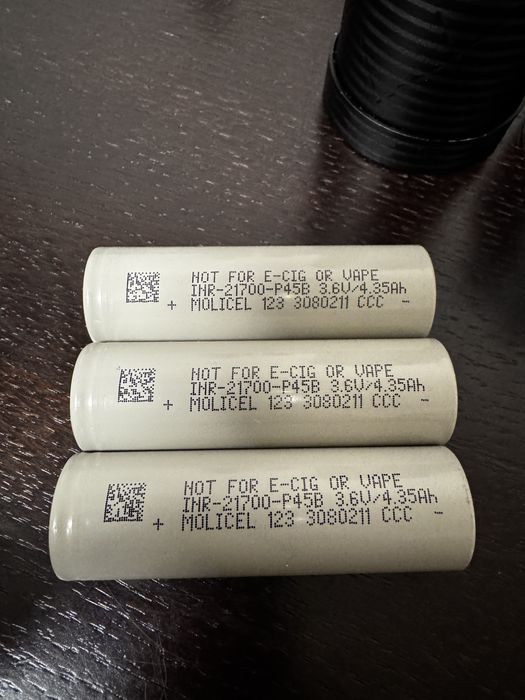 NOT FOR E-CIG OR VAPE
INR-21700-P45B 3.6V/4.35Ah
+ MOLICEL 123 3080211 CCC -
NOT FOR E-CIG OR VAPE
INR-21700-P45B 3.6V/4.35Ah
+ MOLICEL 123 3080211 CCC -
NOT FOR E-CIG OR VAPE
INR-21700-P45B 3.6V/4.35Ah
+ MOLICEL 123 3080211 CCC -